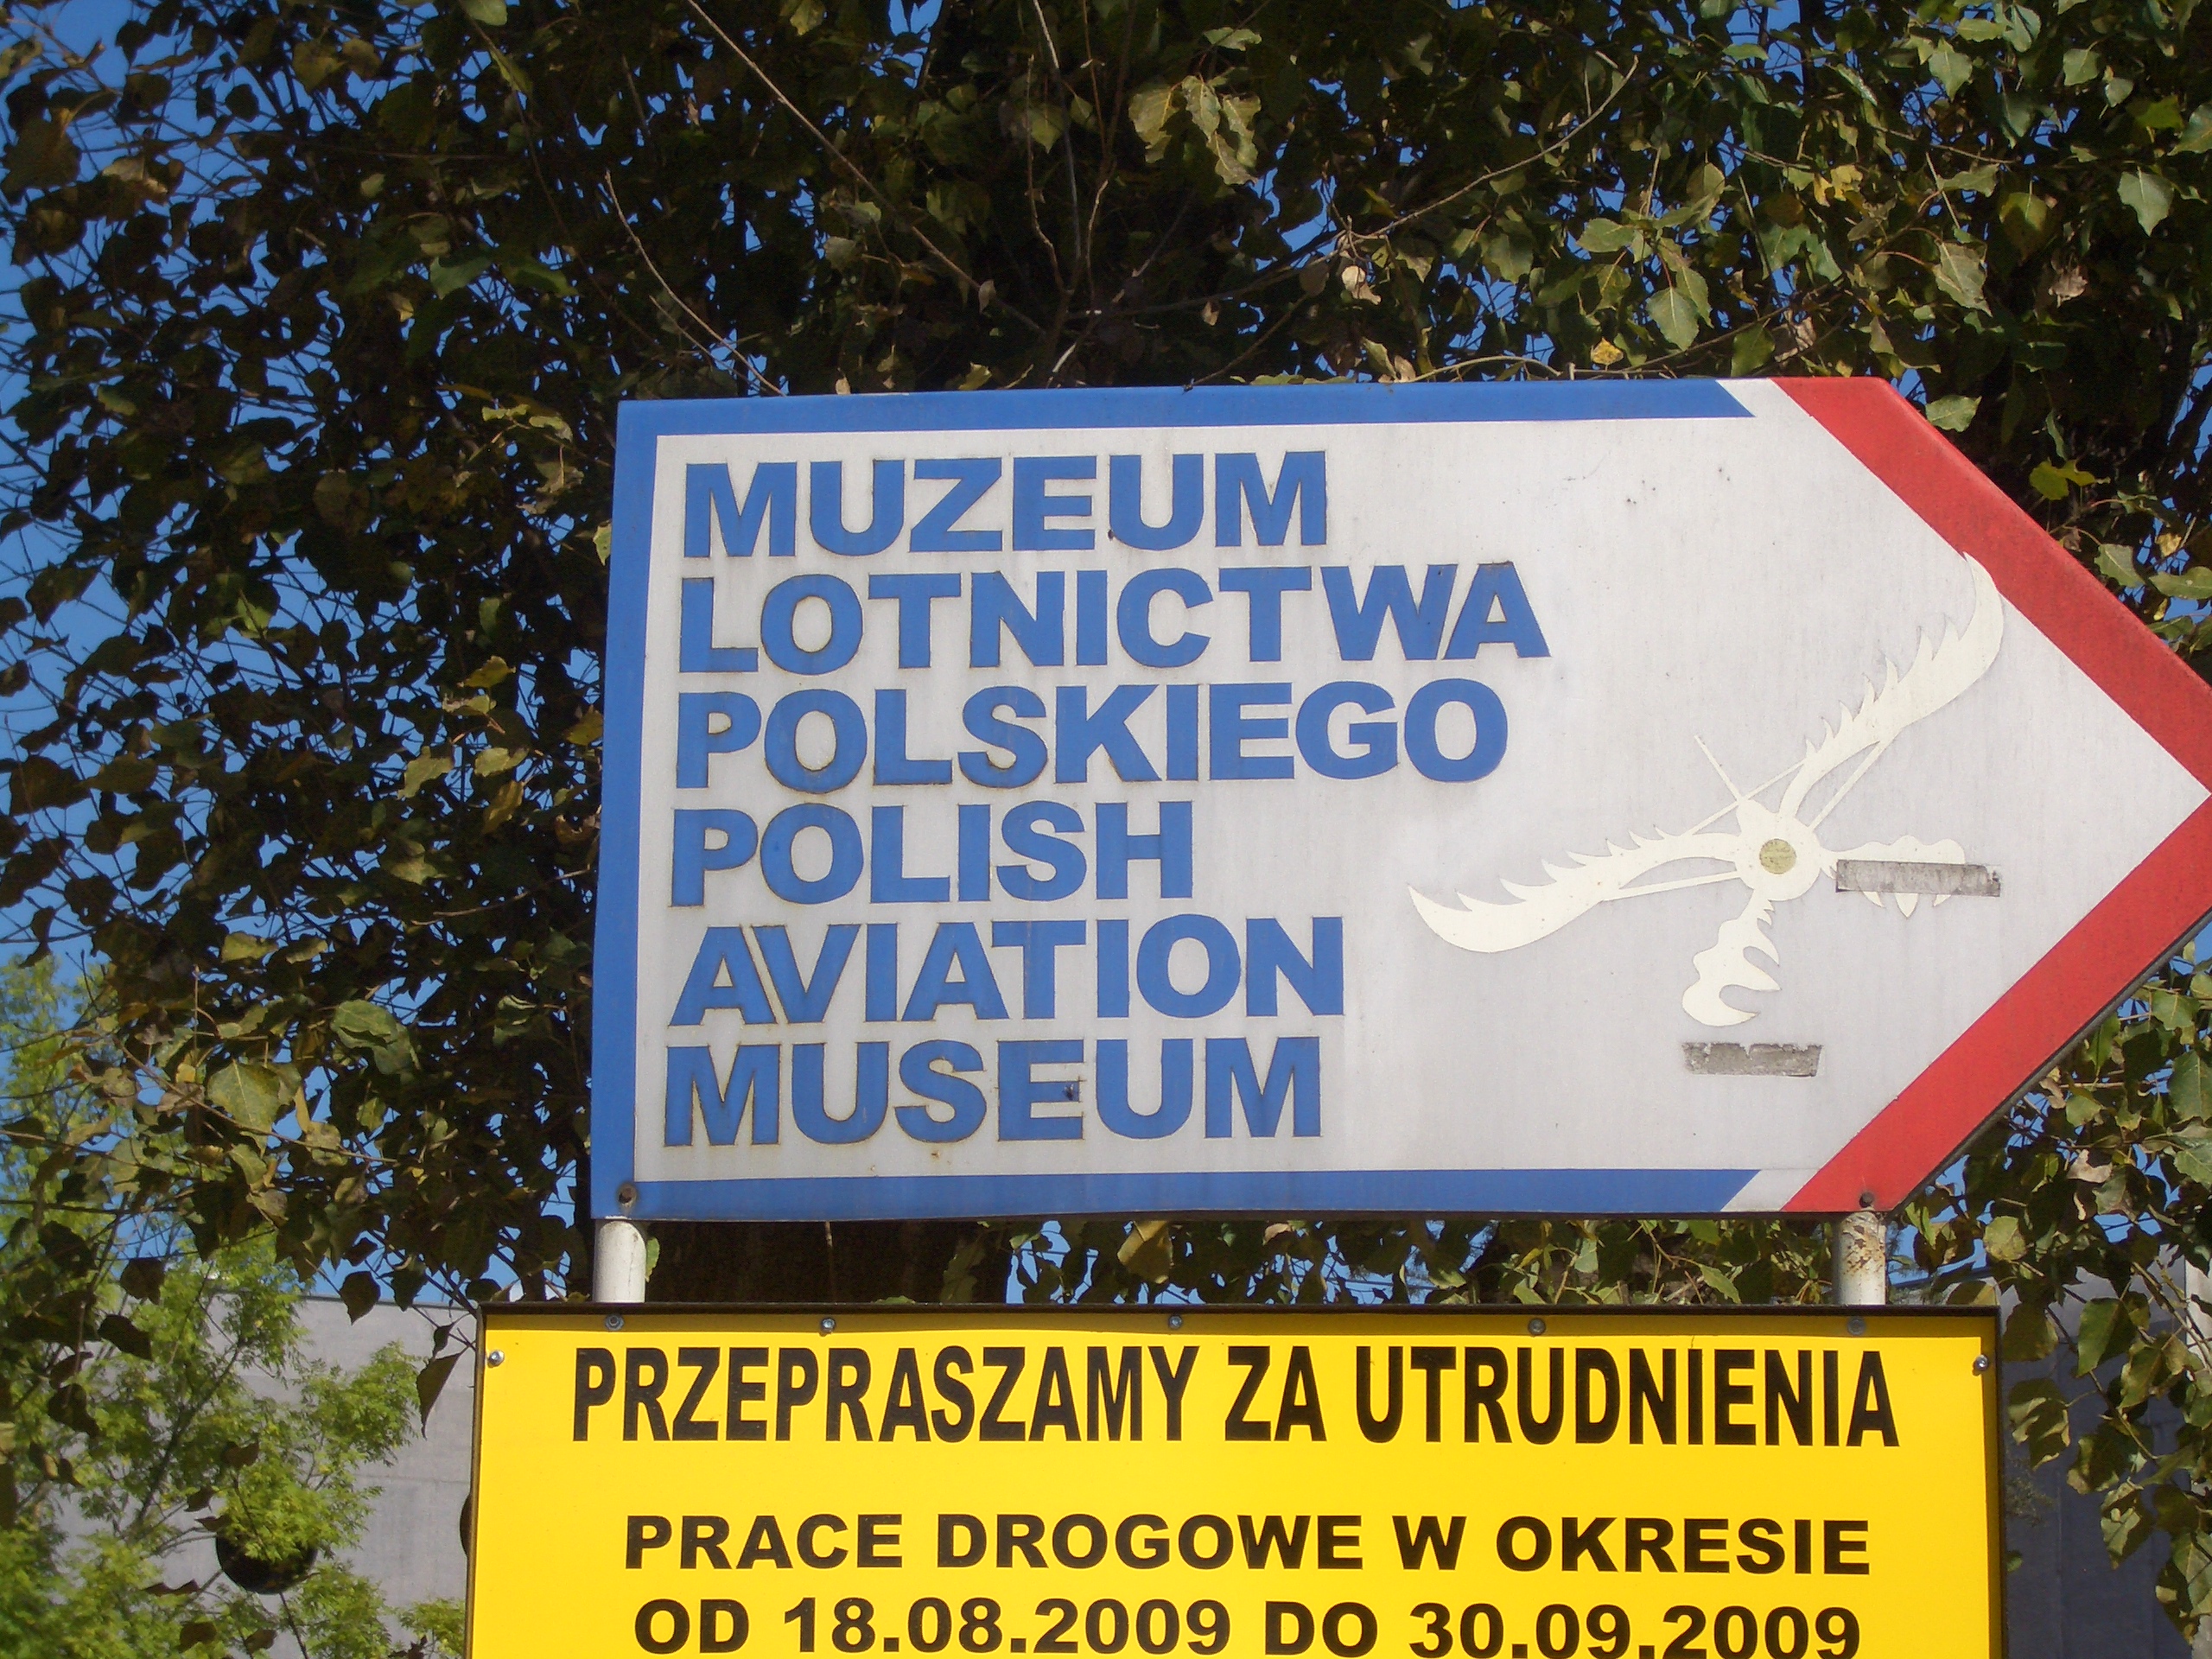 MUZEUM
LOTNICTWA
POLSKIEGO
POLISH
AVIATION
MUSEUM
PRZEPRASZAMY ZA UTRUDNIENIA
PRACE DROGOWE W OKRESIE
OD 18.08.2009 DO 30.09.2009